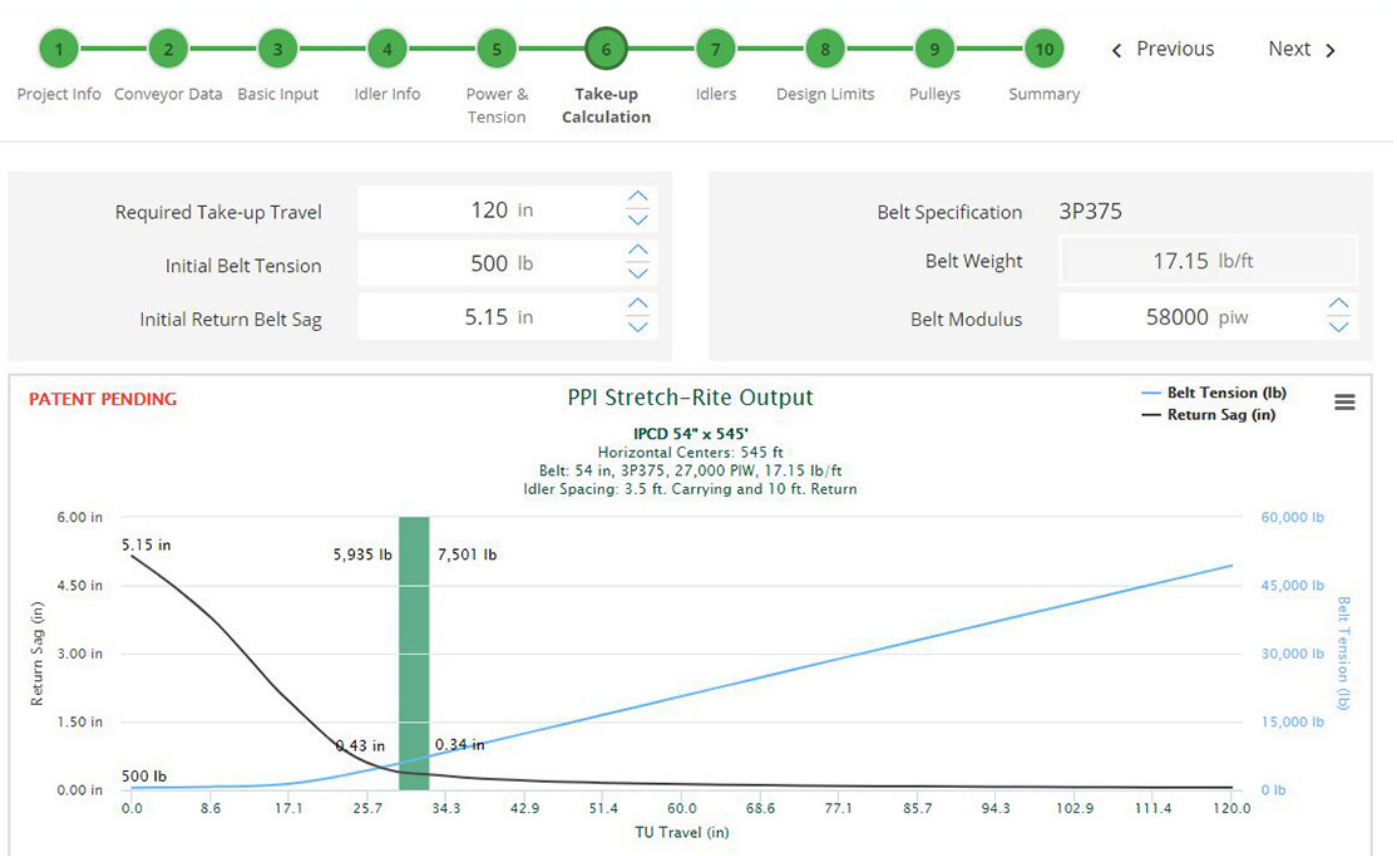 1 2 3 4 5 6 7 8 9 10 Previous Next
Project Info Conveyor Data Basic Input Idler Info Power & Tension Take-up Calculation Idlers Design Limits Pulleys Summary
Required Take-up Travel 120 in
Initial Belt Tension 500 lb
Initial Return Belt Sag 5.15 in
Belt Specification 3P375
Belt Weight 17.15 lb/ft
Belt Modulus 58000 piw
PATENT PENDING
PPI Stretch-Rite Output
IPCD 54" x 545'
Horizontal Centers: 545 ft
Belt: 54 in, 3P375, 27,000 PIW, 17.15 lb/ft
Idler Spacing: 3.5 ft. Carrying and 10 ft. Return
Belt Tension (lb)
Return Sag (in)
Return Sag (in)
6.00 in
4.50 in
3.00 in
1.50 in
0.00 in
5.15 in
5,935 lb 7,501 lb
0.43 in 0.34 in
500 lb
60,000 lb
45,000 lb
30,000 lb
15,000 lb
0 lb
Belt Tension (lb)
0.0 8.6 17.1 25.7 34.3 42.9 51.4 60.0 68.6 77.1 85.7 94.3 102.9 111.4 120.0
TU Travel (in)